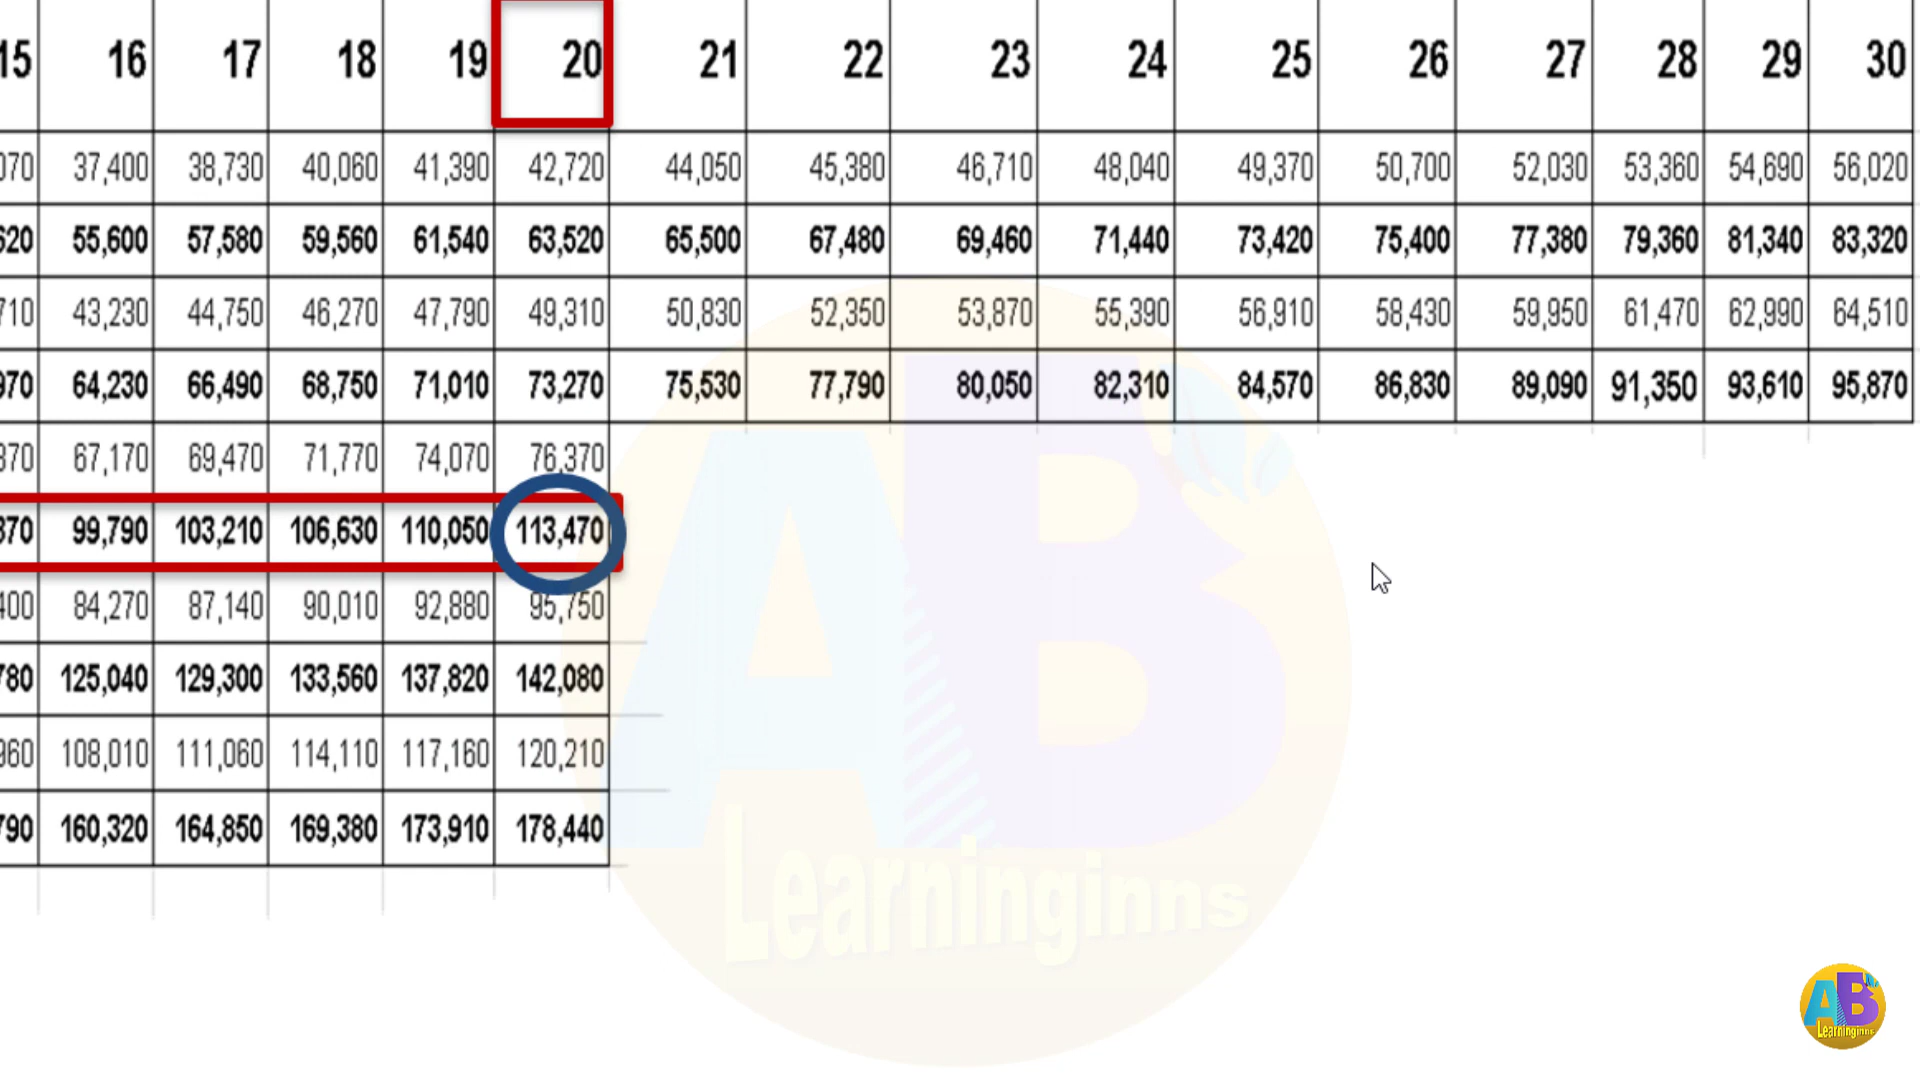 15 16 17 18 19 20 21 22 23 24 25 26 27 28 29 30
070 37,400 38,730 40,060 41,390 42,720 44,050 45,380 46,710 48,040 49,370 50,700 52,030 53,360 54,690 56,020
620 55,600 57,580 59,560 61,540 63,520 65,500 67,480 69,460 71,440 73,420 75,400 77,380 79,360 81,340 83,320
710 43,230 44,750 46,270 47,790 49,310 50,830 52,350 53,870 55,390 56,910 58,430 59,950 61,470 62,990 64,510
970 64,230 66,490 68,750 71,010 73,270 75,530 77,790 80,050 82,310 84,570 86,830 89,090 91,350 93,610 95,870
870 67,170 69,470 71,770 74,070 76,370
370 99,790 103,210 106,630 110,050 113,470
400 84,270 87,140 90,010 92,880 95,750
780 125,040 129,300 133,560 137,820 142,080
960 108,010 111,060 114,110 117,160 120,210
790 160,320 164,850 169,380 173,910 178,440
AB
Learninginns
AB
Learninginns